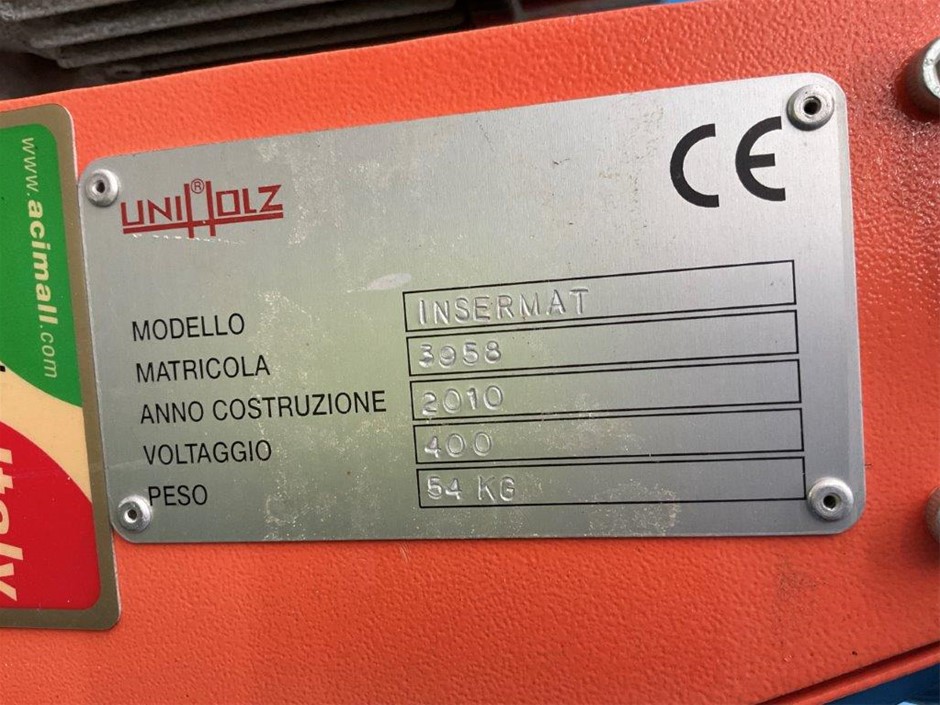 www.acimall.com
Italy
UNIHOLZ®
CE
MODELLO INSERMAT
MATRICOLA 3958
ANNO COSTRUZIONE 2010
VOLTAGGIO 400
PESO 54 KG